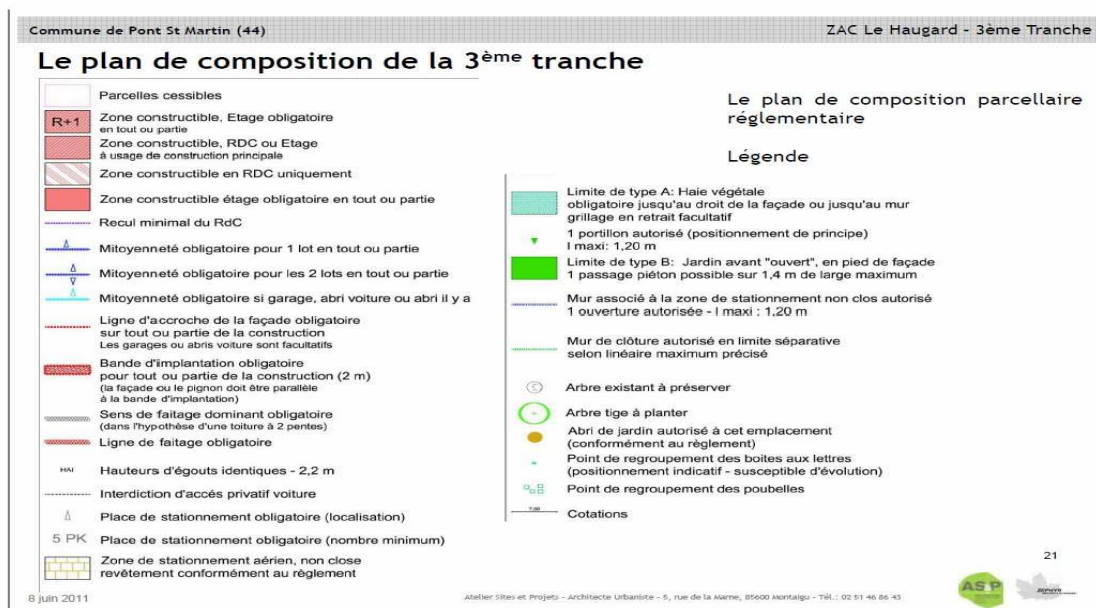 Commune de Pont St Martin (44)
ZAC Le Haugard - 3ème Tranche
Le plan de composition de la 3ème tranche
Parcelles cessibles
R+1
Zone constructible, Etage obligatoire
en tout ou partie
Zone constructible, RDC ou Etage
à usage de construction principale
Zone constructible en RDC uniquement
Zone constructible étage obligatoire en tout ou partie
Recul minimal du RdC
Mitoyenneté obligatoire pour 1 lot en tout ou partie
Mitoyenneté obligatoire pour les 2 lots en tout ou partie
Mitoyenneté obligatoire si garage, abri voiture ou abri il y a
Ligne d'accroche de la façade obligatoire
sur tout ou partie de la construction
Les garages ou abris voiture sont facultatifs
Bande d'implantation obligatoire
pour tout ou partie de la construction (2 m)
(la façade ou le pignon doit être parallèle
à la bande d'implantation)
Sens de faitage dominant obligatoire
(dans l'hypothèse d'une toiture à 2 pentes)
Ligne de faitage obligatoire
HAI
Hauteurs d'égouts identiques - 2,2 m
Interdiction d'accés privatif voiture
Place de stationnement obligatoire (localisation)
5 PK
Place de stationnement obligatoire (nombre minimum)
Zone de stationnement aérien, non close
revêtement conformément au règlement
Le plan de composition parcellaire
réglementaire
Légende
Limite de type A: Haie végétale
obligatoire jusqu'au droit de la façade ou jusqu'au mur
grillage en retrait facultatif
1 portillon autorisé (positionnement de principe)
l maxi: 1,20 m
Limite de type B: Jardin avant "ouvert", en pied de façade
1 passage piéton possible sur 1,4 m de large maximum
Mur associé à la zone de stationnement non clos autorisé
1 ouverture autorisée - l maxi : 1,20 m
Mur de clôture autorisé en limite séparative
selon linéaire maximum précisé
Arbre existant à préserver
Arbre tige à planter
Abri de jardin autorisé à cet emplacement
(conformément au règlement)
Point de regroupement des boites aux lettres
(positionnement indicatif - susceptible d'évolution)
Point de regroupement des poubelles
Cotations
21
8 juin 2011
Atelier Sites et Projets - Architecte Urbaniste - 5, rue de la Marne, 85600 Montaigu - Tél.: 02 51 46 86 43